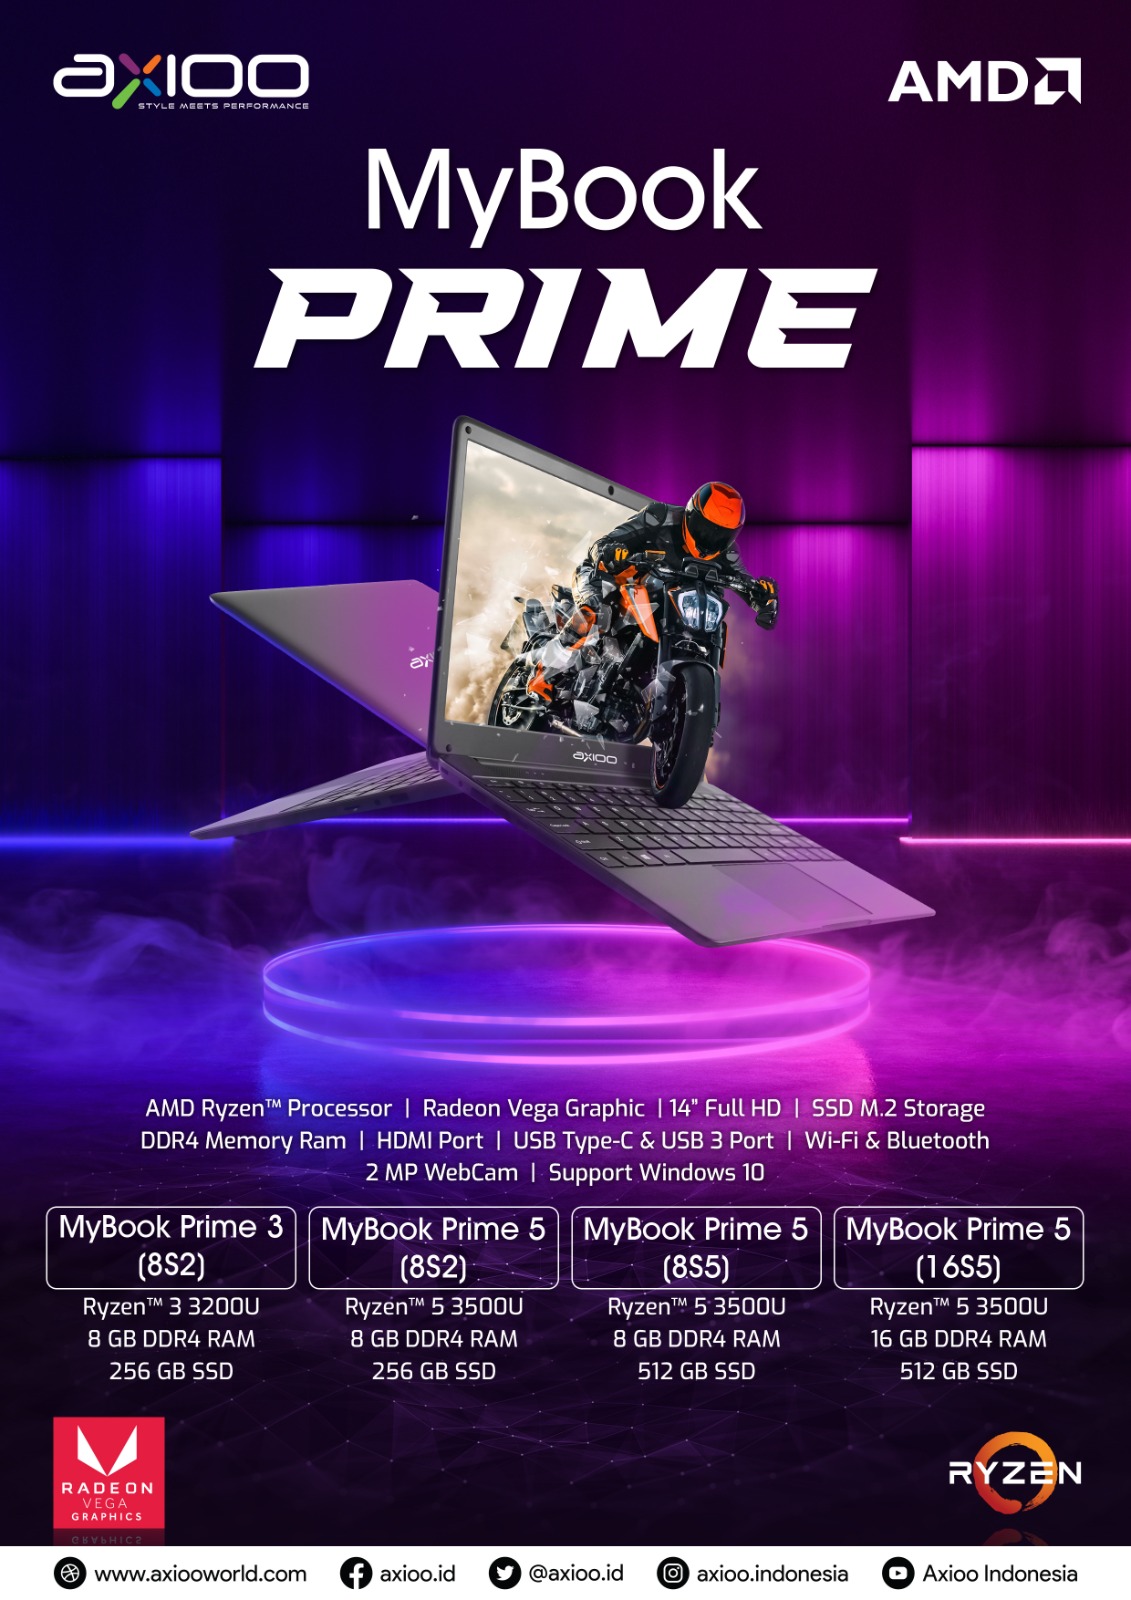 axioo
STYLE MEETS PERFORMANCE
AMD
MyBook
PRIME
axioo
AMD Ryzen™ Processor | Radeon Vega Graphic | 14” Full HD | SSD M.2 Storage
DDR4 Memory Ram | HDMI Port | USB Type-C & USB 3 Port | Wi-Fi & Bluetooth
2 MP WebCam | Support Windows 10
MyBook Prime 3
(8S2)
Ryzen™ 3 3200U
8 GB DDR4 RAM
256 GB SSD
MyBook Prime 5
(8S2)
Ryzen™ 5 3500U
8 GB DDR4 RAM
256 GB SSD
MyBook Prime 5
(8S5)
Ryzen™ 5 3500U
8 GB DDR4 RAM
512 GB SSD
MyBook Prime 5
(16S5)
Ryzen™ 5 3500U
16 GB DDR4 RAM
512 GB SSD
RADEON
VEGA
GRAPHICS
RYZEN
www.axiooworld.com
axioo.id
@axioo.id
axioo.indonesia
Axioo Indonesia